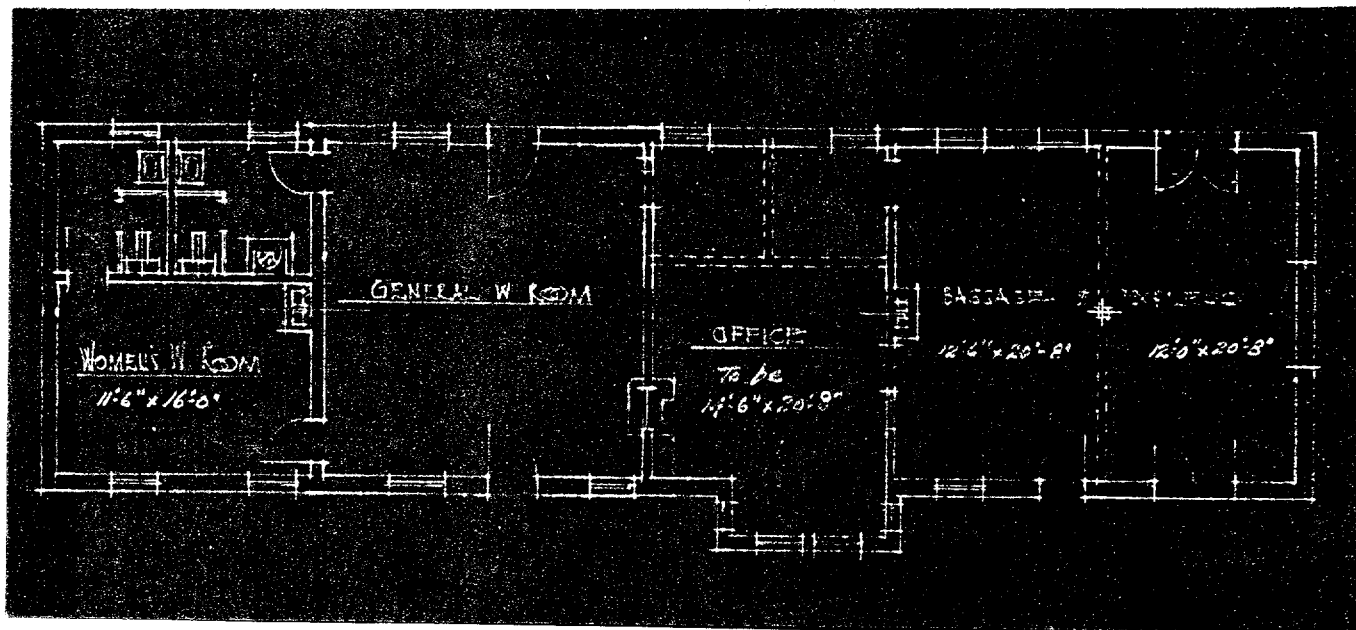 GENERAL W. ROOM
WOMEN'S W. ROOM
11'-6" x 16'-0"
OFFICE
To be
14'-6" x 20'-8"
BAGGAGE
12'-6" x 20'-8"
12'-0" x 20'-8"